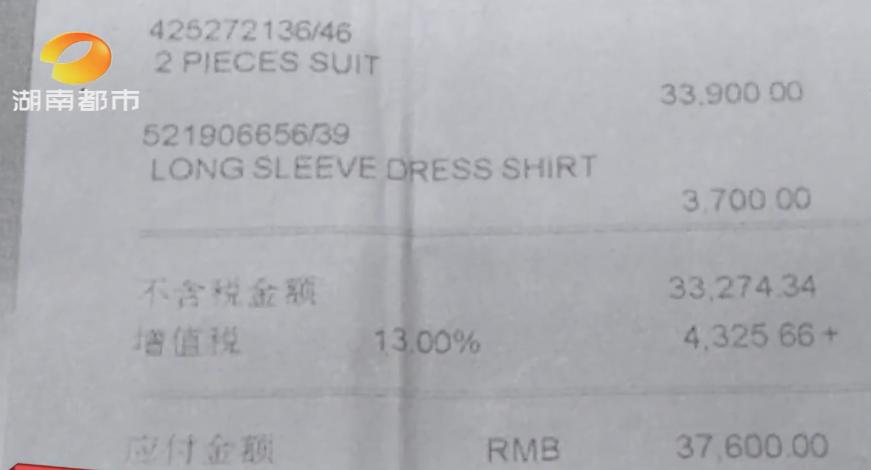 425272136/46
2 PIECES SUIT
湖南都市
33,900.00
521906656/39
LONG SLEEVE DRESS SHIRT
3,700.00
不含税金额 33,274.34
增值税 13.00% 4,325.66+
应付金额 RMB 37,600.00